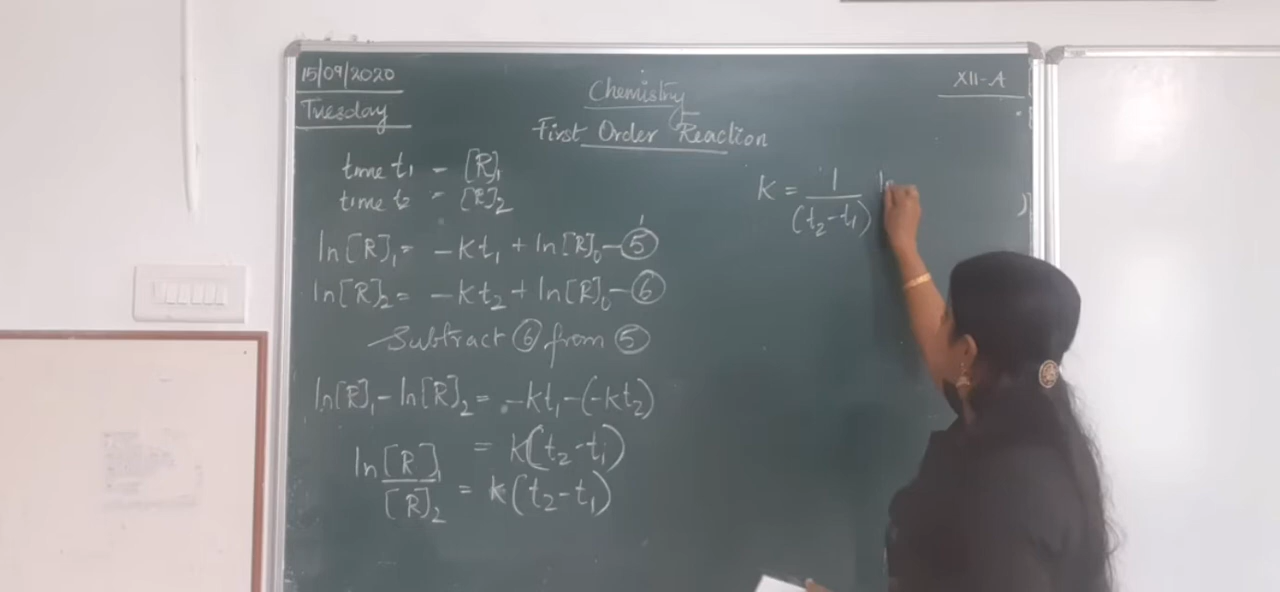 15/09/2020
Tuesday
Chemistry
XII-A
First Order Reaction
time t₁ - [R]₁
time t₂ - [R]₂
ln[R]₁ = -Kt₁ + ln[R]₀ - ⑤
ln[R]₂ = -Kt₂ + ln[R]₀ - ⑥
Subtract ⑥ from ⑤
ln[R]₁ - ln[R]₂ = -Kt₁ - (-Kt₂)
= K(t₂ - t₁)
ln [R]₁ / [R]₂ = K(t₂ - t₁)
K = 1 / (t₂ - t₁) l